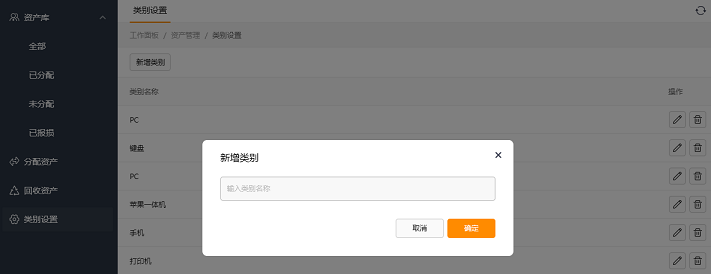 资产库
全部
已分配
未分配
已报损
分配资产
回收资产
类别设置
类别设置
工作面板 / 资产管理 / 类别设置
新增类别
类别名称 操作
PC
键盘
PC
苹果一体机
手机
打印机
新增类别
输入类别名称
取消 确定